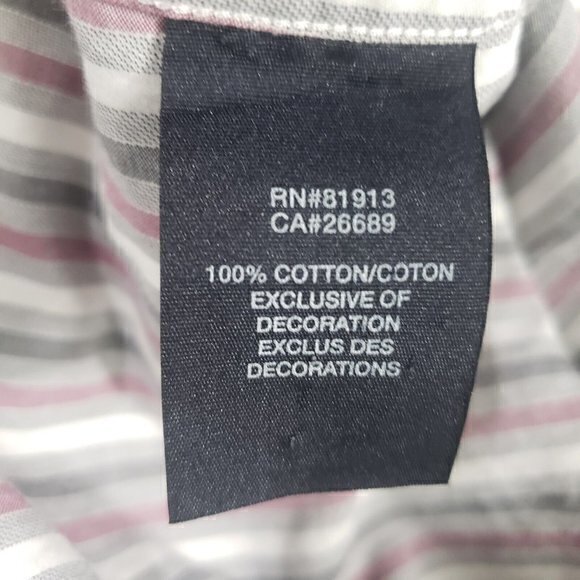 RN#81913
CA#26689
100% COTTON/COTON
EXCLUSIVE OF
DECORATION
EXCLUS DES
DECORATIONS